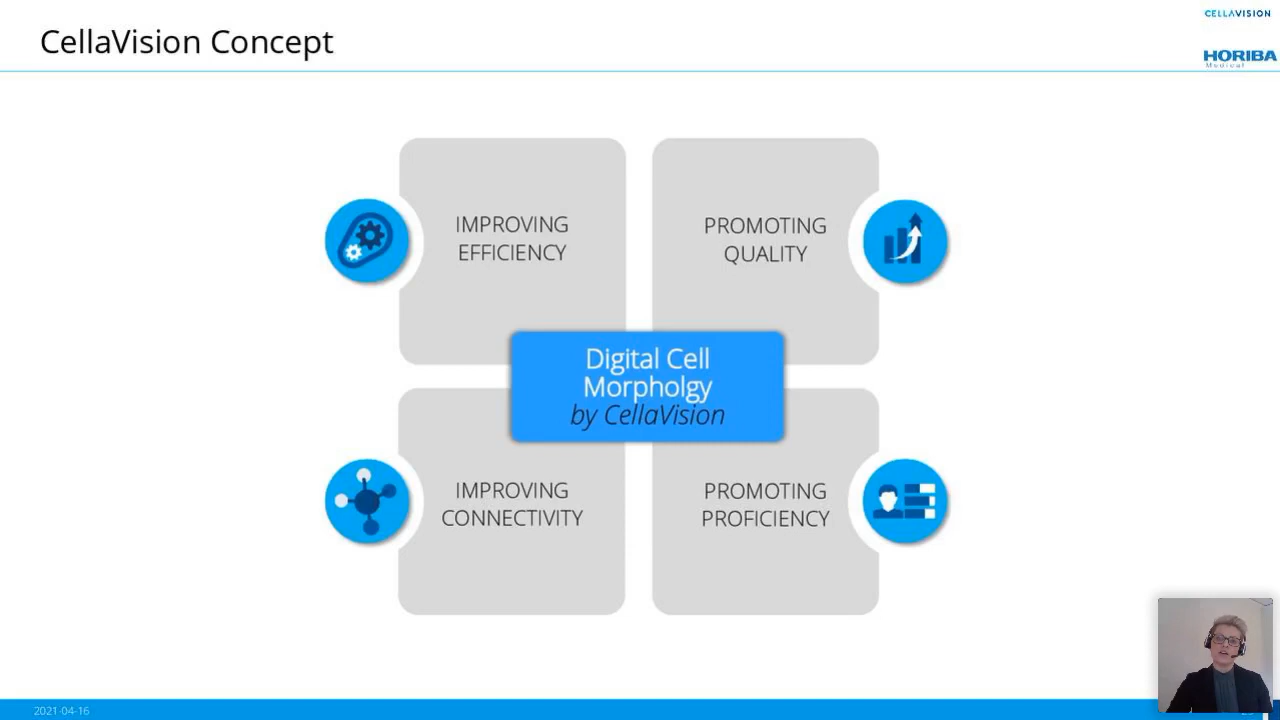 CellaVision Concept
CELLAVISION
HORIBA
Medical
IMPROVING
EFFICIENCY
PROMOTING
QUALITY
Digital Cell
Morpholgy
by CellaVision
IMPROVING
CONNECTIVITY
PROMOTING
PROFICIENCY
2021-04-16